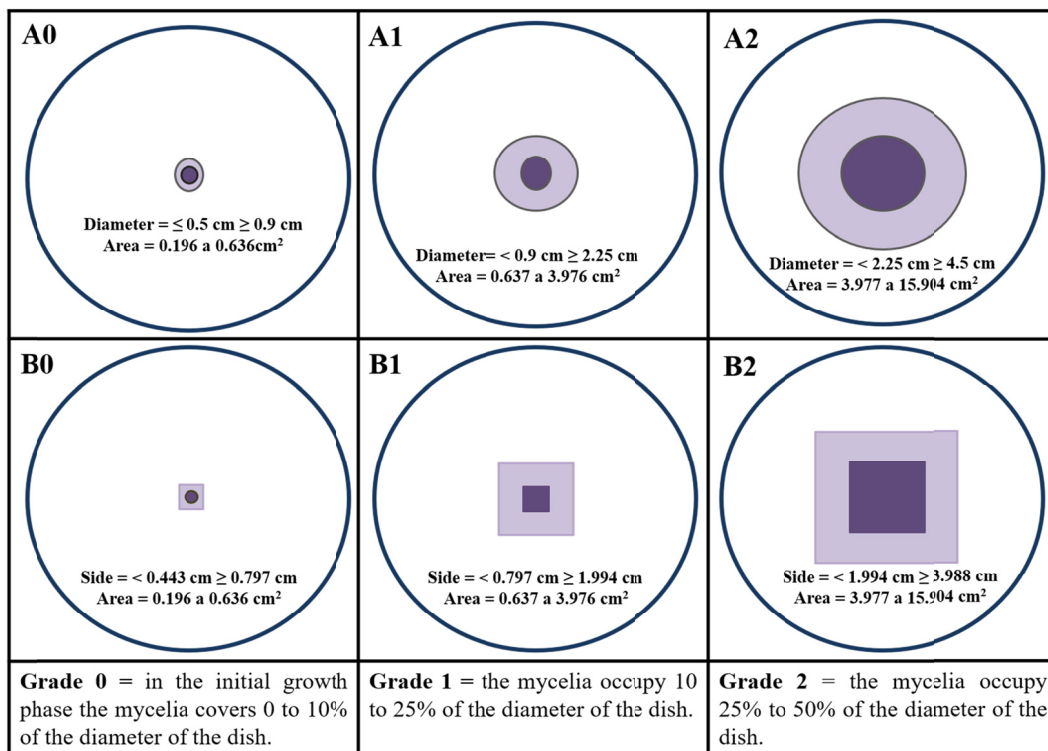 A0
Diameter = ≤ 0.5 cm ≥ 0.9 cm
Area = 0.196 a 0.636cm²
A1
Diameter= < 0.9 cm ≥ 2.25 cm
Area = 0.637 a 3.976 cm²
A2
Diameter = < 2.25 cm ≥ 4.5 cm
Area = 3.977 a 15.904 cm²
B0
Side = < 0.443 cm ≥ 0.797 cm
Area = 0.196 a 0.636 cm²
B1
Side = < 0.797 cm ≥ 1.994 cm
Area = 0.637 a 3.976 cm²
B2
Side = < 1.994 cm ≥ 3.988 cm
Area = 3.977 a 15.904 cm²
Grade 0 = in the initial growth
phase the mycelia covers 0 to 10%
of the diameter of the dish.
Grade 1 = the mycelia occupy 10
to 25% of the diameter of the dish.
Grade 2 = the mycelia occupy
25% to 50% of the diameter of the
dish.